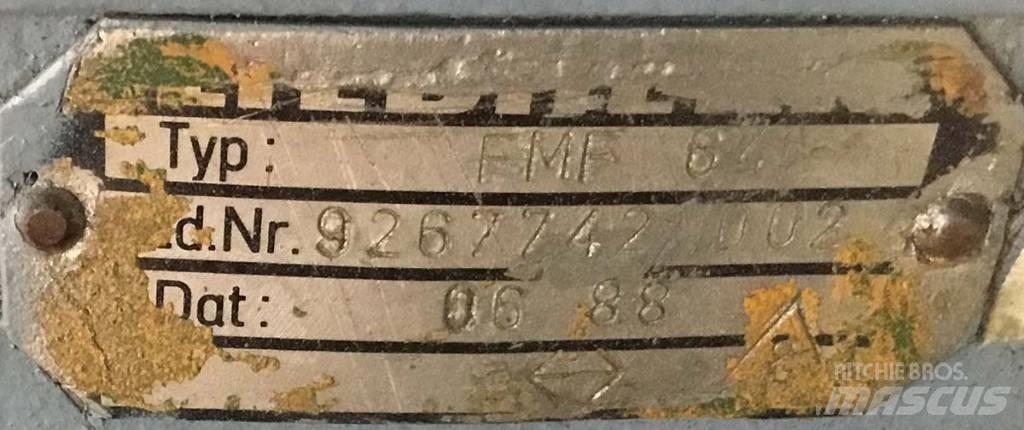 Typ: FMF 64
d.Nr. 9267742 002
Dat: 06 88
RITCHIE BROS.
MASCUS